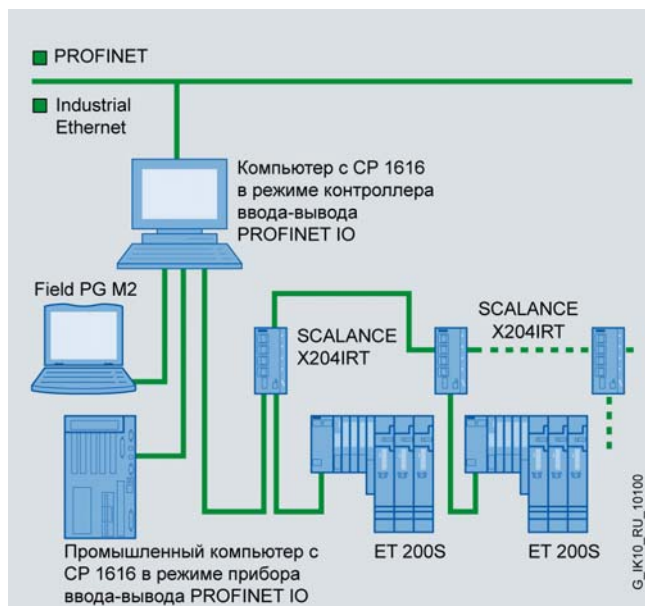 PROFINET
Industrial
Ethernet
Компьютер с CP 1616
в режиме контроллера
ввода-вывода
PROFINET IO
Field PG M2
SCALANCE
X204IRT
SCALANCE
X204IRT
ET 200S
ET 200S
Промышленный компьютер с
CP 1616 в режиме прибора
ввода-вывода PROFINET IO
G_IK10_RU_10100